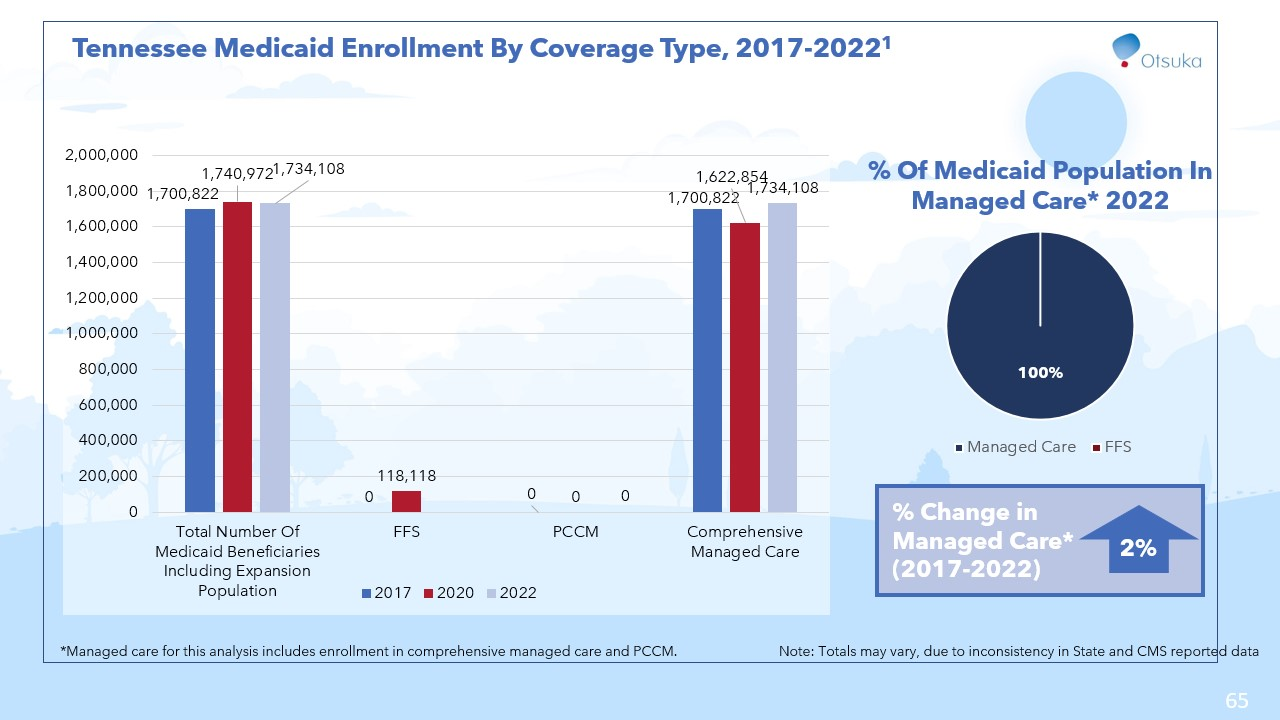 Tennessee Medicaid Enrollment By Coverage Type, 2017-2022¹
Otsuka
2,000,000
1,800,000
1,600,000
1,400,000
1,200,000
1,000,000
800,000
600,000
400,000
200,000
0
1,700,822
1,740,972
1,734,108
0
118,118
0
0
0
1,700,822
1,622,854
1,734,108
Total Number Of
Medicaid Beneficiaries
Including Expansion
Population
FFS
PCCM
Comprehensive
Managed Care
2017 2020 2022
% Of Medicaid Population In
Managed Care* 2022
100%
Managed Care FFS
% Change in
Managed Care*
(2017-2022)
2%
*Managed care for this analysis includes enrollment in comprehensive managed care and PCCM.
Note: Totals may vary, due to inconsistency in State and CMS reported data
65